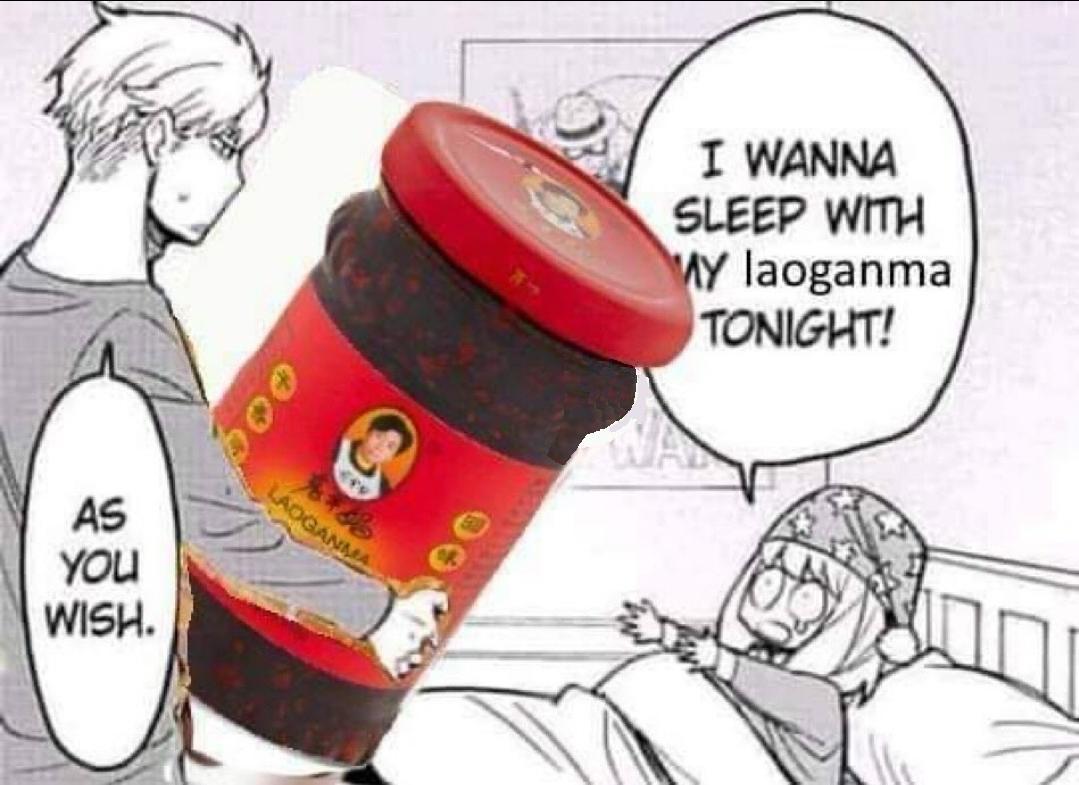 I WANNA
SLEEP WITH
MY laoganma
TONIGHT!
AS
YOU
WISH.
LAOGANMA